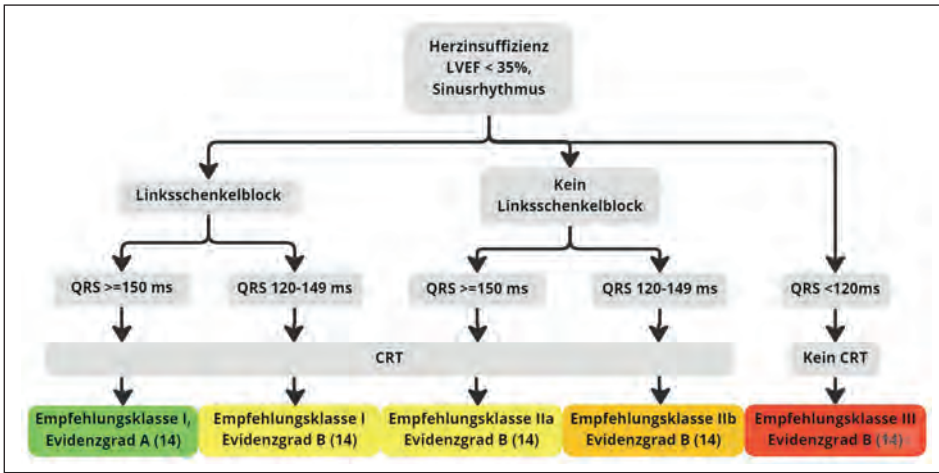 Herzinsuffizienz
LVEF < 35%,
Sinusrhythmus
Linksschenkelblock
Kein
Linksschenkelblock
QRS >=150 ms
QRS 120-149 ms
QRS >=150 ms
QRS 120-149 ms
QRS <120ms
CRT
Kein CRT
Empfehlungsklasse I,
Evidenzgrad A (14)
Empfehlungsklasse I
Evidenzgrad B (14)
Empfehlungsklasse IIa
Evidenzgrad B (14)
Empfehlungsklasse IIb
Evidenzgrad B (14)
Empfehlungsklasse III
Evidenzgrad B (14)